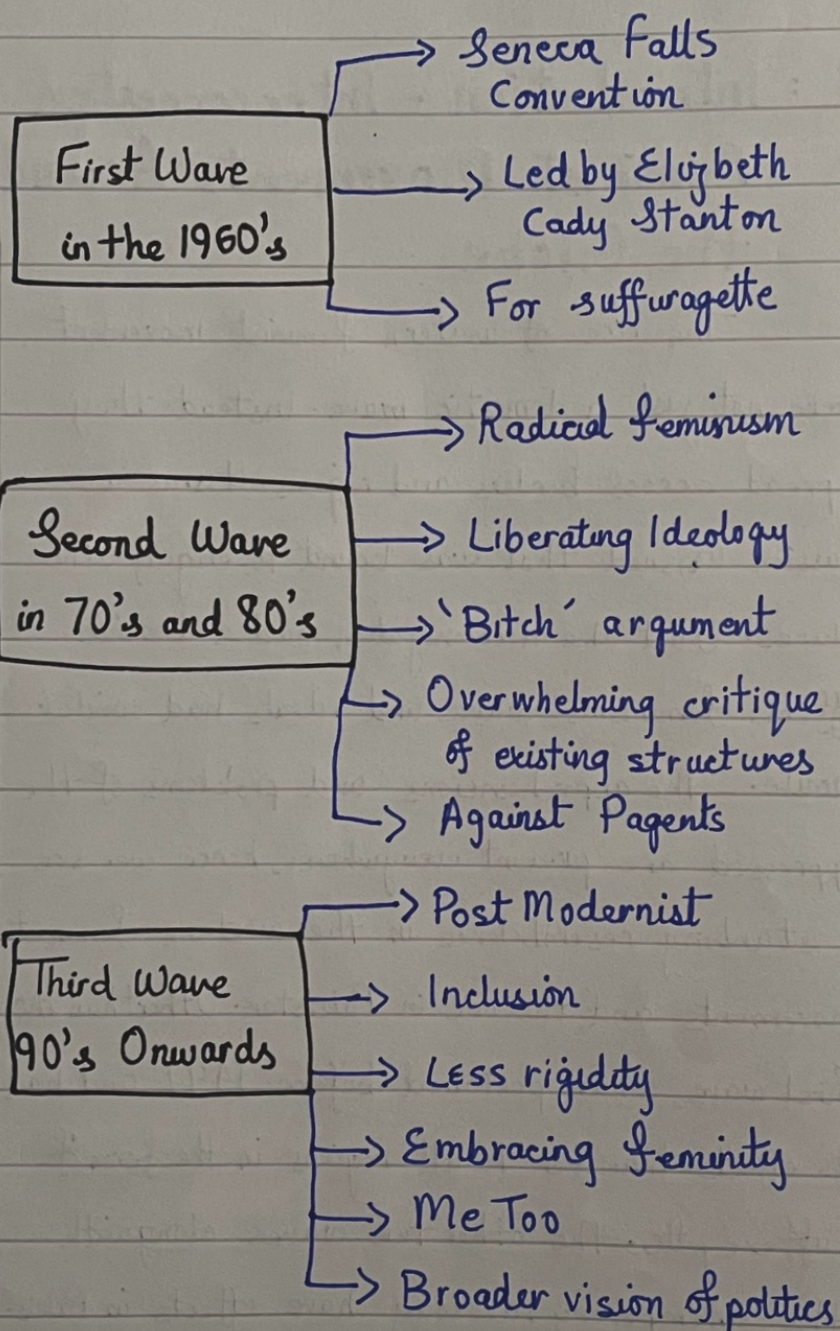 Seneca Falls
Convention
First Wave
in the 1960's
Led by Elizbeth
Cady Stanton
For suffuragette
Radical feminism
Second Wave
in 70's and 80's
Liberating Ideology
'Bitch' argument
Overwhelming critique
of existing structures
Against Pagents
Post Modernist
Third Wave
90's Onwards
Inclusion
Less rigidity
Embracing feminity
Me Too
Broader vision of politics